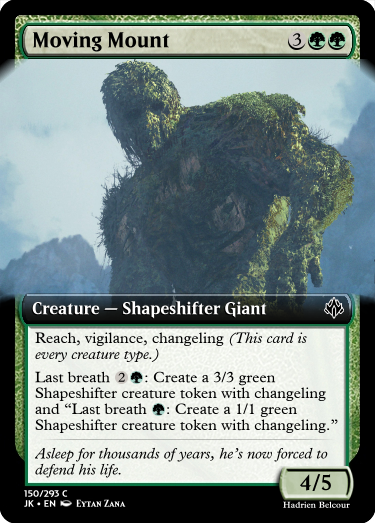 Moving Mount 3
Creature — Shapeshifter Giant
Reach, vigilance, changeling (This card is
every creature type.)
Last breath 2: Create a 3/3 green
Shapeshifter creature token with changeling
and “Last breath : Create a 1/1 green
Shapeshifter creature token with changeling.”
Asleep for thousands of years, he’s now forced to
defend his life.
4/5
150/293 C
JK • EN Eytan Zana
Hadrien Belcour